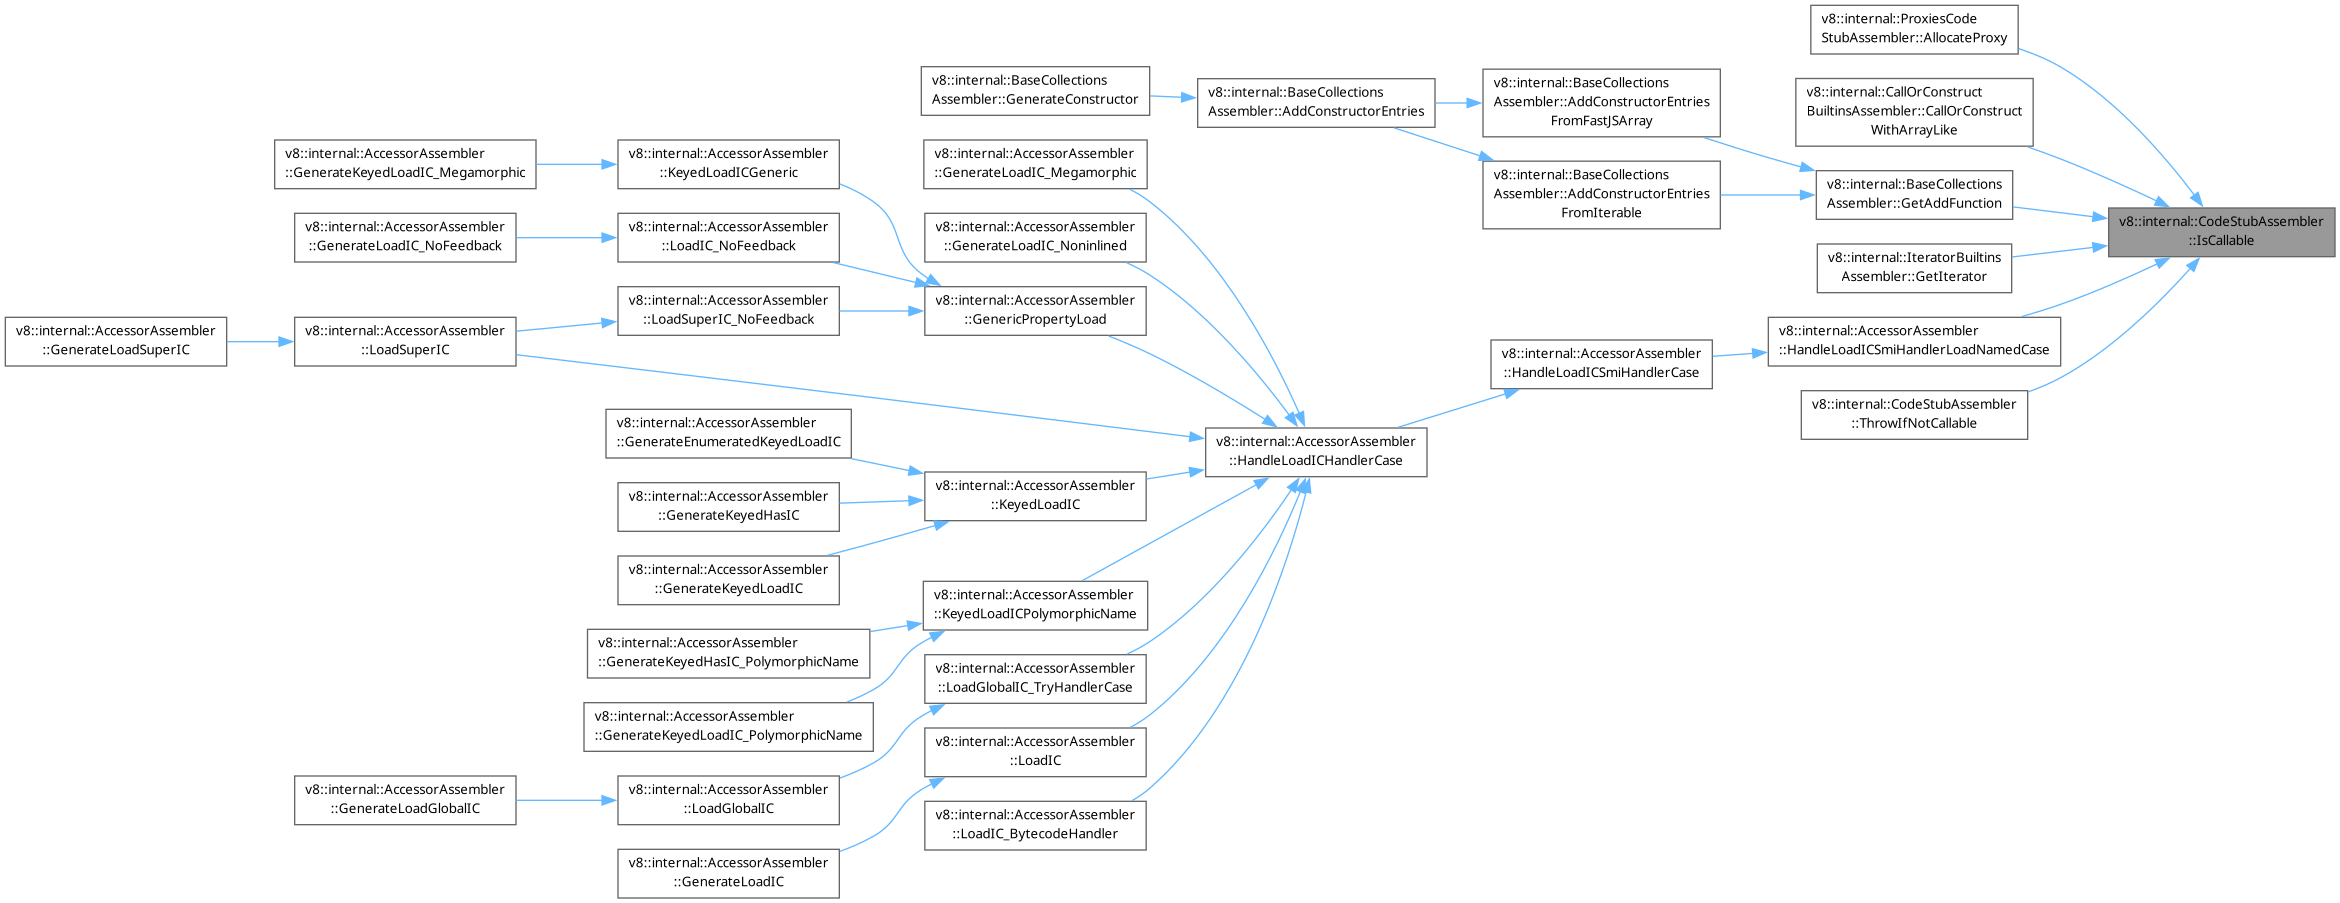 v8::internal::ProxiesCode
StubAssembler::AllocateProxy
v8::internal::CallOrConstruct
BuiltinsAssembler::CallOrConstruct
WithArrayLike
v8::internal::BaseCollections
Assembler::GenerateConstructor
v8::internal::BaseCollections
Assembler::AddConstructorEntries
v8::internal::BaseCollections
Assembler::AddConstructorEntries
FromFastJSArray
v8::internal::BaseCollections
Assembler::AddConstructorEntries
FromIterable
v8::internal::BaseCollections
Assembler::GetAddFunction
v8::internal::CodeStubAssembler
::IsCallable
v8::internal::IteratorBuiltins
Assembler::GetIterator
v8::internal::AccessorAssembler
::HandleLoadICSmiHandlerLoadNamedCase
v8::internal::CodeStubAssembler
::ThrowIfNotCallable
v8::internal::AccessorAssembler
::HandleLoadICSmiHandlerCase
v8::internal::AccessorAssembler
::HandleLoadICHandlerCase
v8::internal::AccessorAssembler
::GenerateKeyedLoadIC_Megamorphic
v8::internal::AccessorAssembler
::KeyedLoadICGeneric
v8::internal::AccessorAssembler
::GenerateLoadIC_Megamorphic
v8::internal::AccessorAssembler
::GenerateLoadIC_NoFeedback
v8::internal::AccessorAssembler
::LoadIC_NoFeedback
v8::internal::AccessorAssembler
::GenerateLoadIC_Noninlined
v8::internal::AccessorAssembler
::GenerateLoadSuperIC
v8::internal::AccessorAssembler
::LoadSuperIC
v8::internal::AccessorAssembler
::LoadSuperIC_NoFeedback
v8::internal::AccessorAssembler
::GenericPropertyLoad
v8::internal::AccessorAssembler
::GenerateEnumeratedKeyedLoadIC
v8::internal::AccessorAssembler
::GenerateKeyedHasIC
v8::internal::AccessorAssembler
::KeyedLoadIC
v8::internal::AccessorAssembler
::GenerateKeyedLoadIC
v8::internal::AccessorAssembler
::KeyedLoadICPolymorphicName
v8::internal::AccessorAssembler
::GenerateKeyedHasIC_PolymorphicName
v8::internal::AccessorAssembler
::GenerateKeyedLoadIC_PolymorphicName
v8::internal::AccessorAssembler
::LoadGlobalIC_TryHandlerCase
v8::internal::AccessorAssembler
::LoadIC
v8::internal::AccessorAssembler
::GenerateLoadGlobalIC
v8::internal::AccessorAssembler
::LoadGlobalIC
v8::internal::AccessorAssembler
::LoadIC_BytecodeHandler
v8::internal::AccessorAssembler
::GenerateLoadIC